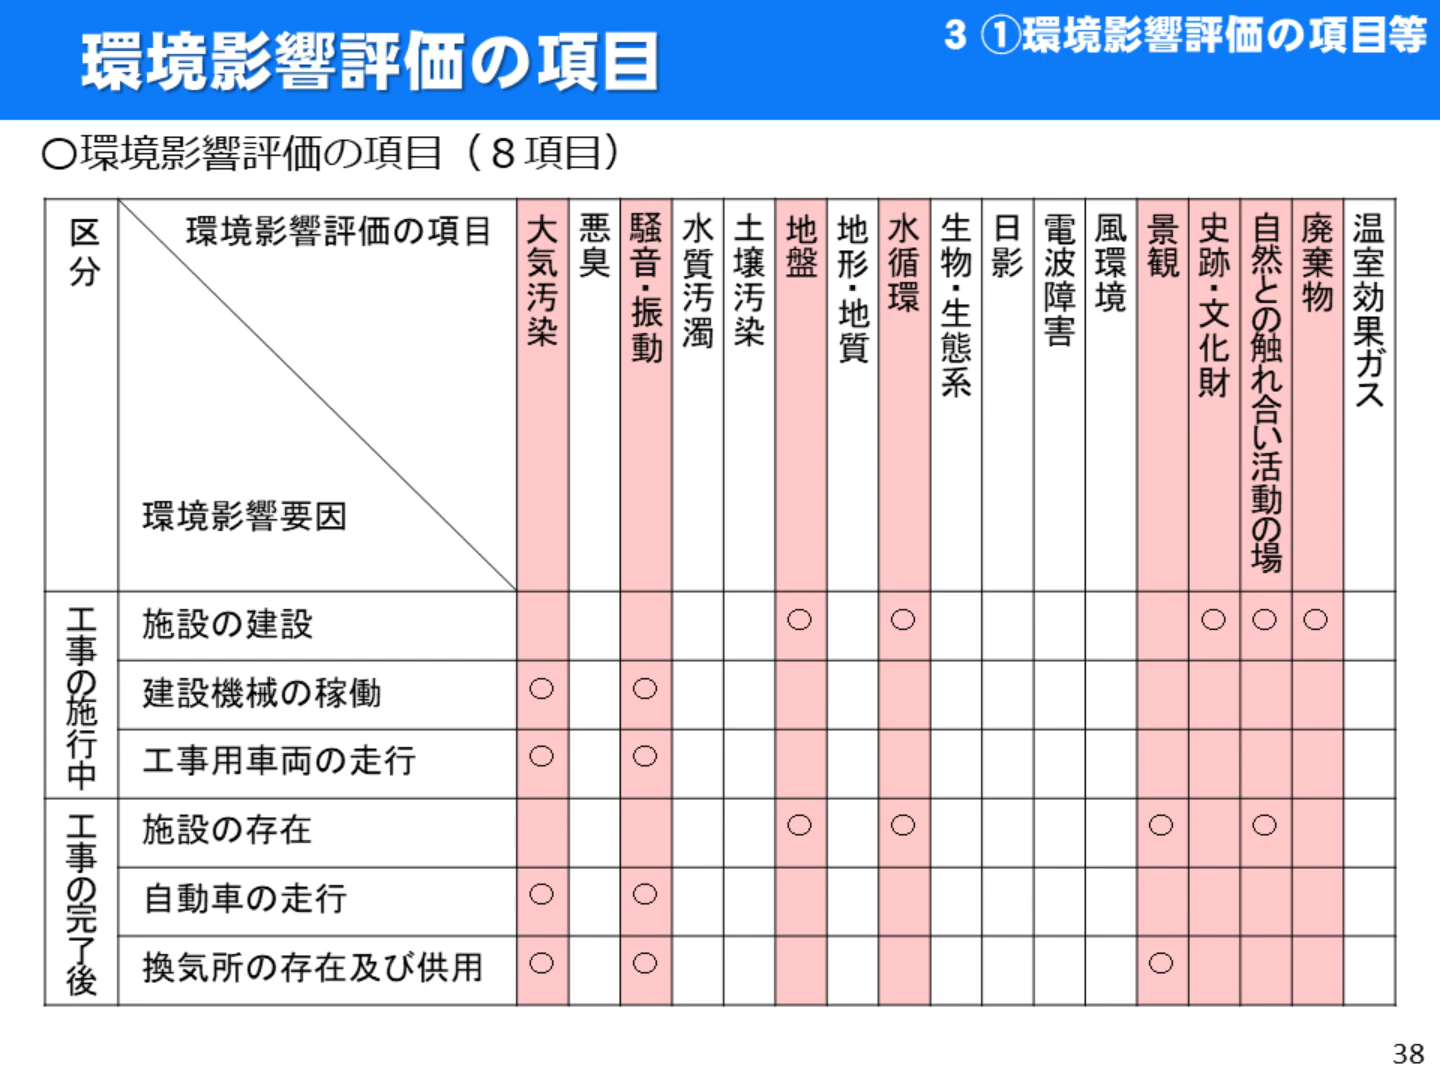 環境影響評価の項目
3 ①環境影響評価の項目等
〇環境影響評価の項目（８項目）
区分
環境影響評価の項目
環境影響要因
大気汚染
悪臭
騒音・振動
水質汚濁
土壌汚染
地盤
地形・地質
水循環
生物・生態系
日影
電波障害
風環境
景観
史跡・文化財
自然との触れ合い活動の場
廃棄物
温室効果ガス
工事の施行中
施設の建設 〇 〇 〇 〇 〇
建設機械の稼働 〇 〇
工事用車両の走行 〇 〇
工事の完了後
施設の存在 〇 〇 〇 〇
自動車の走行 〇 〇
換気所の存在及び供用 〇 〇 〇
38